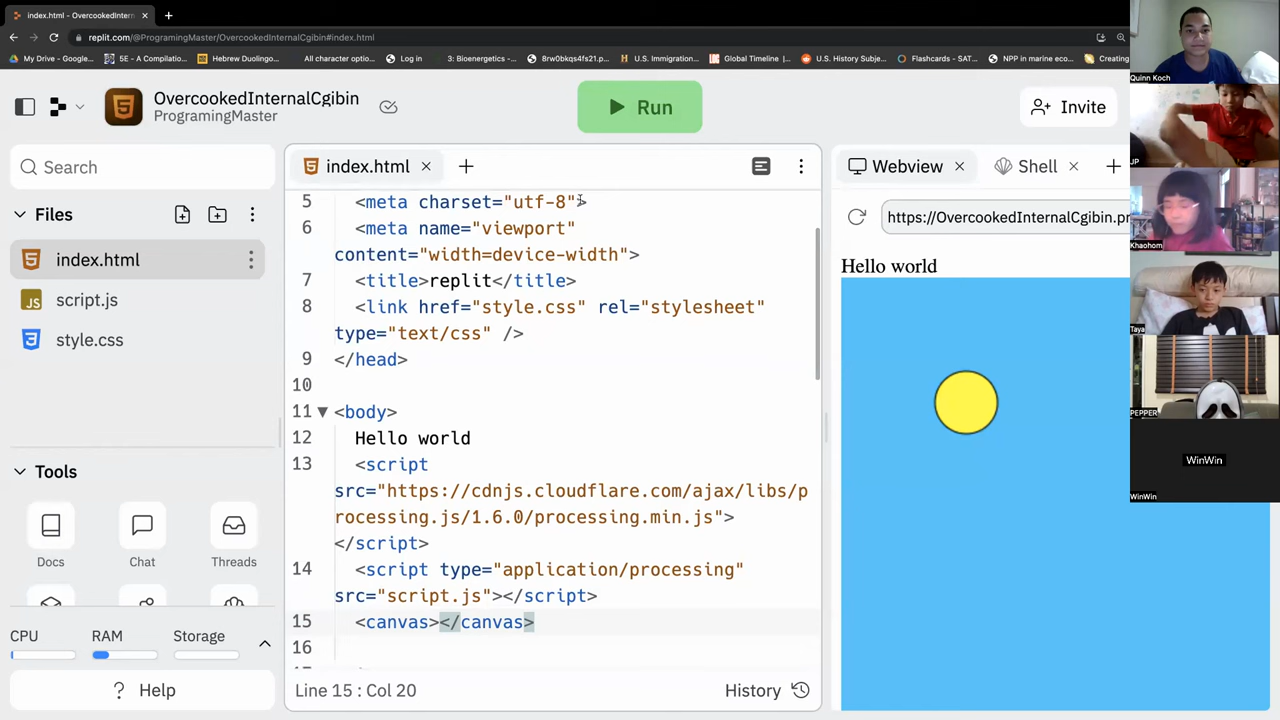 index.html - OvercookedIntern
replit.com/@ProgramingMaster/OvercookedInternalCgibin#index.html
My Drive - Google...
5E - A Compilatio...
Hebrew Duolingo...
All character option...
Log in
3: Bioenergetics -...
8rw0bkqs4fs21.p...
U.S. Immigration...
Global Timeline |...
U.S. History Subje...
Flashcards - SAT...
NPP in marine eco...
Creating
OvercookedInternalCgibin
ProgramingMaster
Run
Invite
Search
Files
index.html
script.js
style.css
Tools
Docs
Chat
Threads
CPU
RAM
Storage
? Help
index.html
5 <meta charset="utf-8">
6 <meta name="viewport"
content="width=device-width">
7 <title>replit</title>
8 <link href="style.css" rel="stylesheet"
type="text/css" />
9 </head>
10
11 <body>
12 Hello world
13 <script
src="https://cdnjs.cloudflare.com/ajax/libs/p
rocessing.js/1.6.0/processing.min.js">
</script>
14 <script type="application/processing"
src="script.js"></script>
15 <canvas></canvas>
16
Line 15 : Col 20
History
Webview
Shell
https://OvercookedInternalCgibin.pr
Hello world
Quinn Koch
JP
Khaohom
Taya
PEPPER
WinWin
WinWin